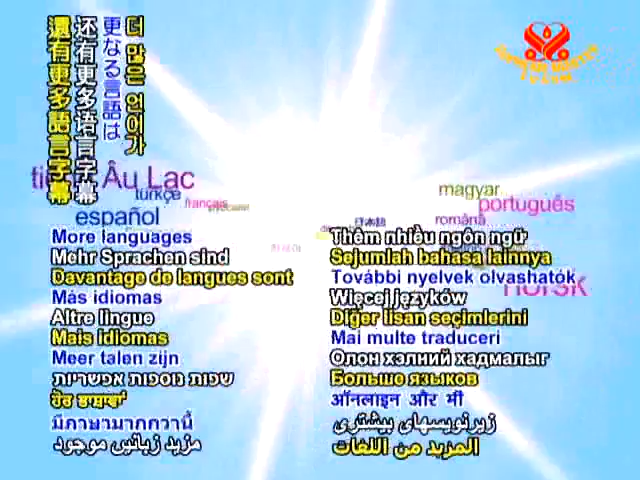 還有更多語言字幕
还有更多语言字幕
更なる言語は
더 많은 언어가
Âu Lạc
türkçe
français
русский
español
日本語
magyar
português
română
norsk
More languages
Mehr Sprachen sind
Davantage de langues sont
Más idiomas
Altre lingue
Mais idiomas
Meer talen zijn
שפות נוספות אפשריות
ਹੋਰ ਭਾਸ਼ਾਵਾਂ
มีภาษามากกว่านี้
مزید زبانیں موجود
Thêm nhiều ngôn ngữ
Sejumlah bahasa lainnya
További nyelvek olvashatók
Więcej języków
Diğer lisan seçimlerini
Mai multe traduceri
Олон хэлний хадмалыг
Больше языков
ऑनलाइन और भी
زیرنویسهای بیشتری
المزيد من اللغات